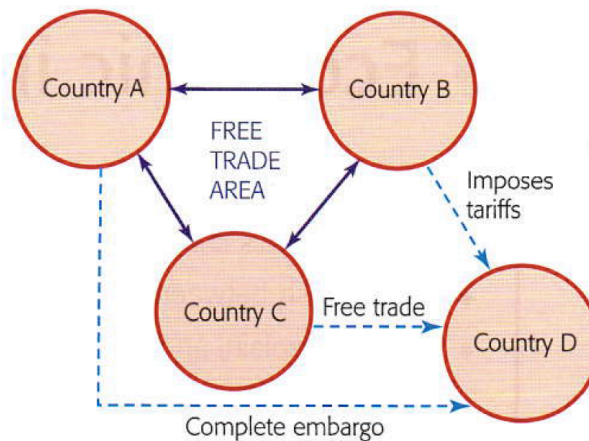 Country A
Country B
FREE
TRADE
AREA
Imposes
tariffs
Country C
Free trade
Country D
Complete embargo